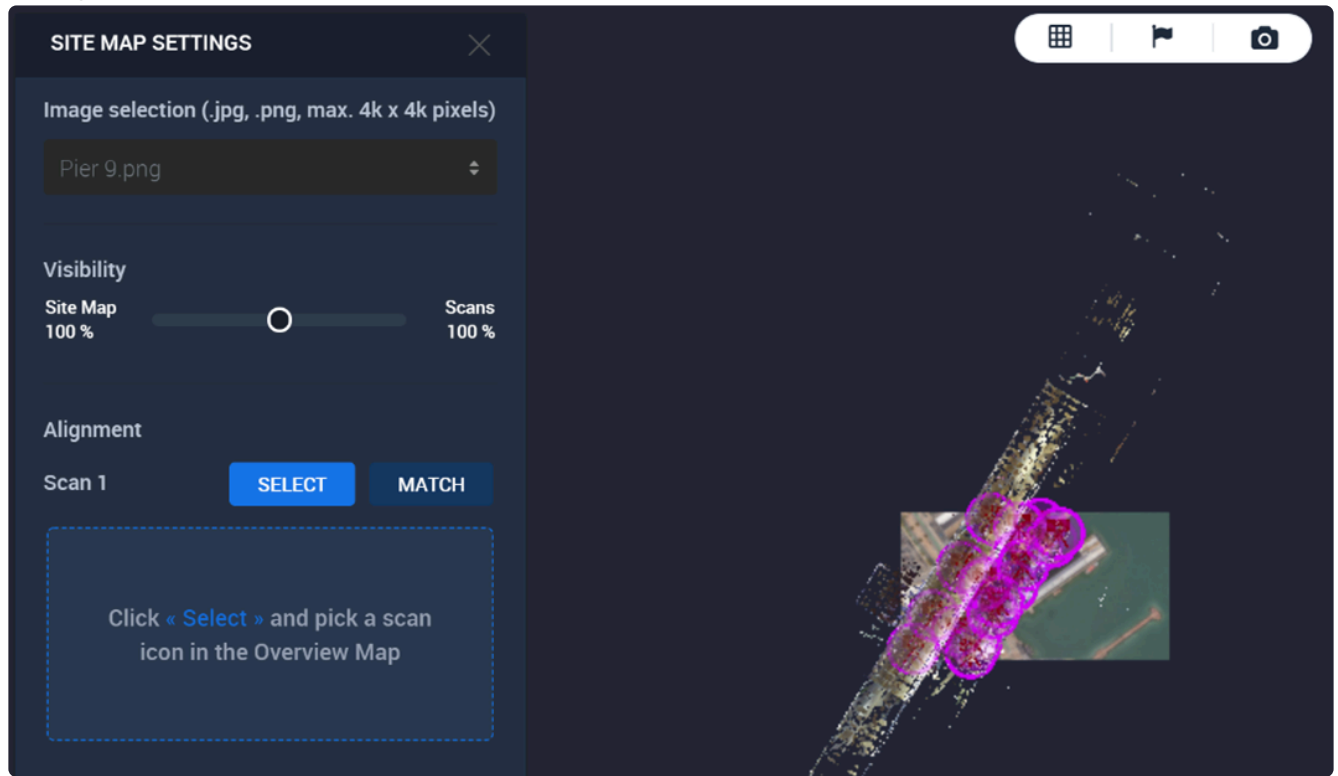 SITE MAP SETTINGS
Image selection (.jpg, .png, max. 4k x 4k pixels)
Pier 9.png
Visibility
Site Map
100 %
Scans
100 %
Alignment
Scan 1
SELECT
MATCH
Click « Select » and pick a scan
icon in the Overview Map